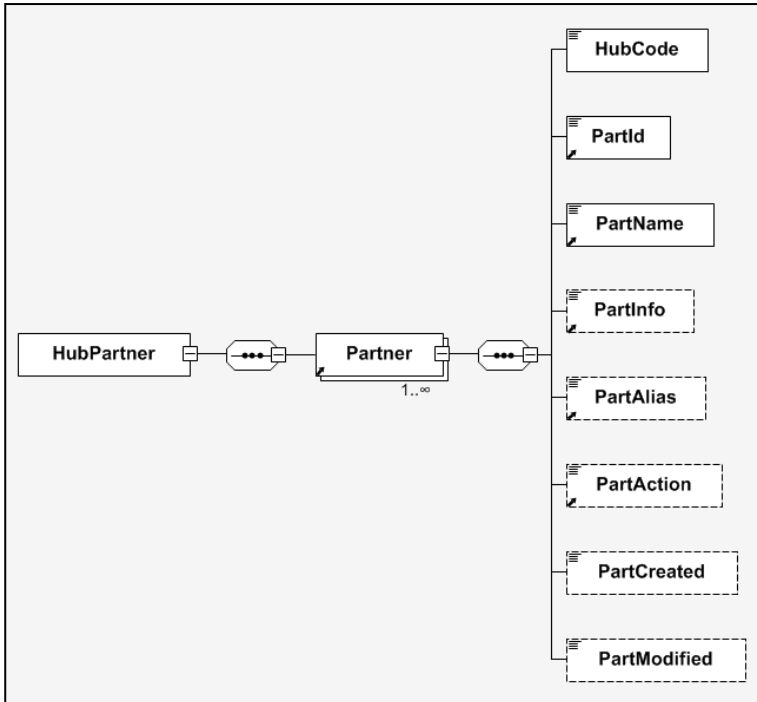 HubCode
PartId
PartName
PartInfo
HubPartner
Partner
1..∞
PartAlias
PartAction
PartCreated
PartModified